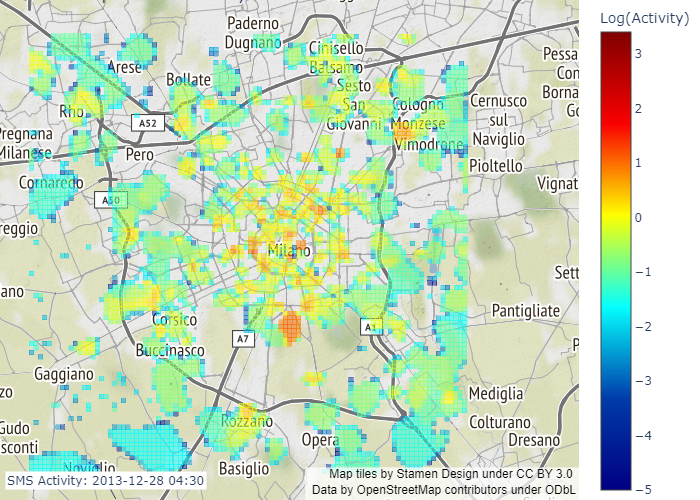 Log(Activity)
3
2
1
0
−1
−2
−3
−4
−5
Paderno
Dugnano
Cinisello
Balsamo
Arese
Bollate
Sesto
San
Giovanni
Rho
A52
Cologno
Monzese
Vimodrone
Cernusco
sul
Naviglio
Pessa
Con
Borna
Go
Pregnana
Milanese
Pero
Pioltello
Cornaredo
A50
Vignat
reggio
Milano
Sett
ano
Pantigliate
Corsico
A7
A1
Buccinasco
P
Gaggiano
zo
Mediglia
Rozzano
Colturano
Gudo
sconti
Opera
Dresano
Noviglio
Basiglio
SMS Activity: 2013-12-28 04:30
Map tiles by Stamen Design under CC BY 3.0
Data by OpenStreetMap contributors under ODbL